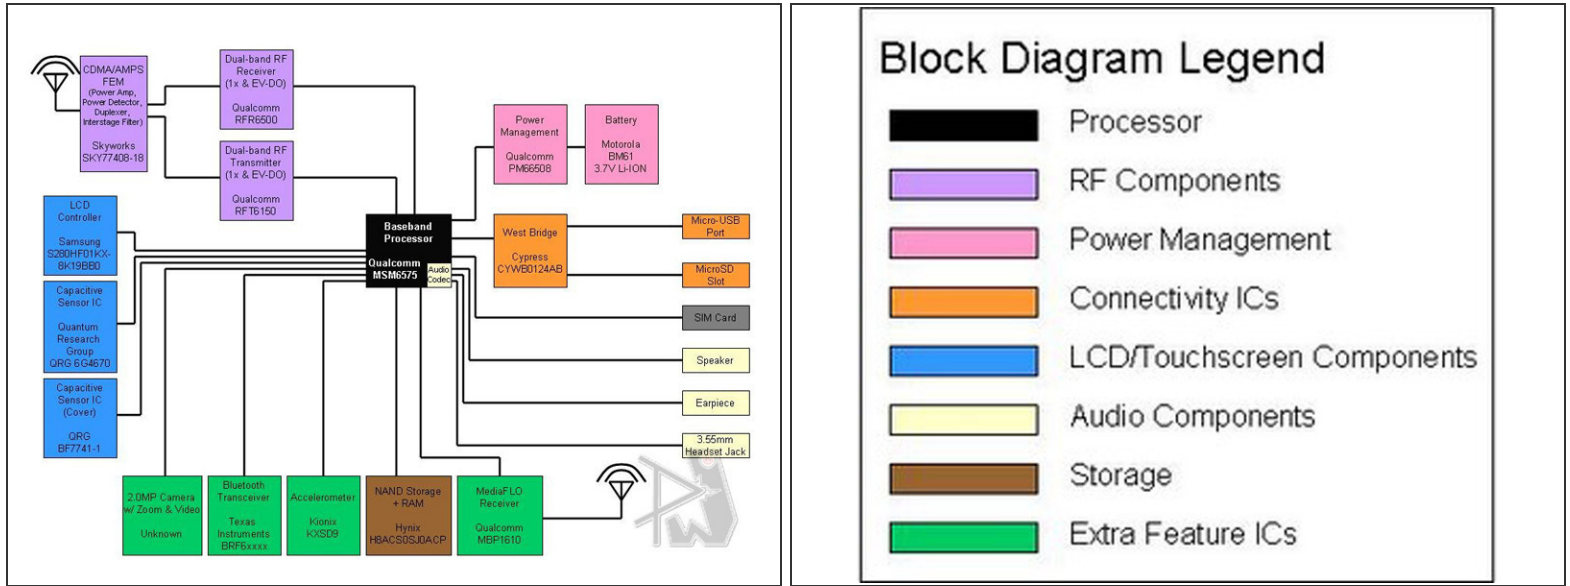 CDMA/AMPS
FEM
(Power Amp,
Power Detector,
Duplexer,
Interstage Filter)
Skyworks
SKY77408-18
Dual-band RF
Receiver
(1x & EV-DO)
Qualcomm
RFR6500
Dual-band RF
Transmitter
(1x & EV-DO)
Qualcomm
RFT6150
Power
Management
Qualcomm
PM66508
Battery
Motorola
BM61
3.7V Li-ION
LCD
Controller
Samsung
S280HF01KX-
8K19BB0
Baseband
Processor
Qualcomm
MSM6575
Audio
Codec
West Bridge
Cypress
CYWB0124AB
Micro-USB
Port
MicroSD
Slot
Capacitive
Sensor IC
Quantum
Research
Group
QRG 6G4670
SIM Card
Speaker
Capacitive
Sensor IC
(Cover)
QRG
BF7741-1
Earpiece
3.55mm
Headset Jack
2.0MP Camera
w/ Zoom & Video
Unknown
Bluetooth
Transceiver
Texas
Instruments
BRF6xxxx
Accelerometer
Kionix
KXSD9
NAND Storage
+ RAM
Hynix
H8ACS0SJ0ACP
MediaFLO
Receiver
Qualcomm
MBP1610
Block Diagram Legend
Processor
RF Components
Power Management
Connectivity ICs
LCD/Touchscreen Components
Audio Components
Storage
Extra Feature ICs